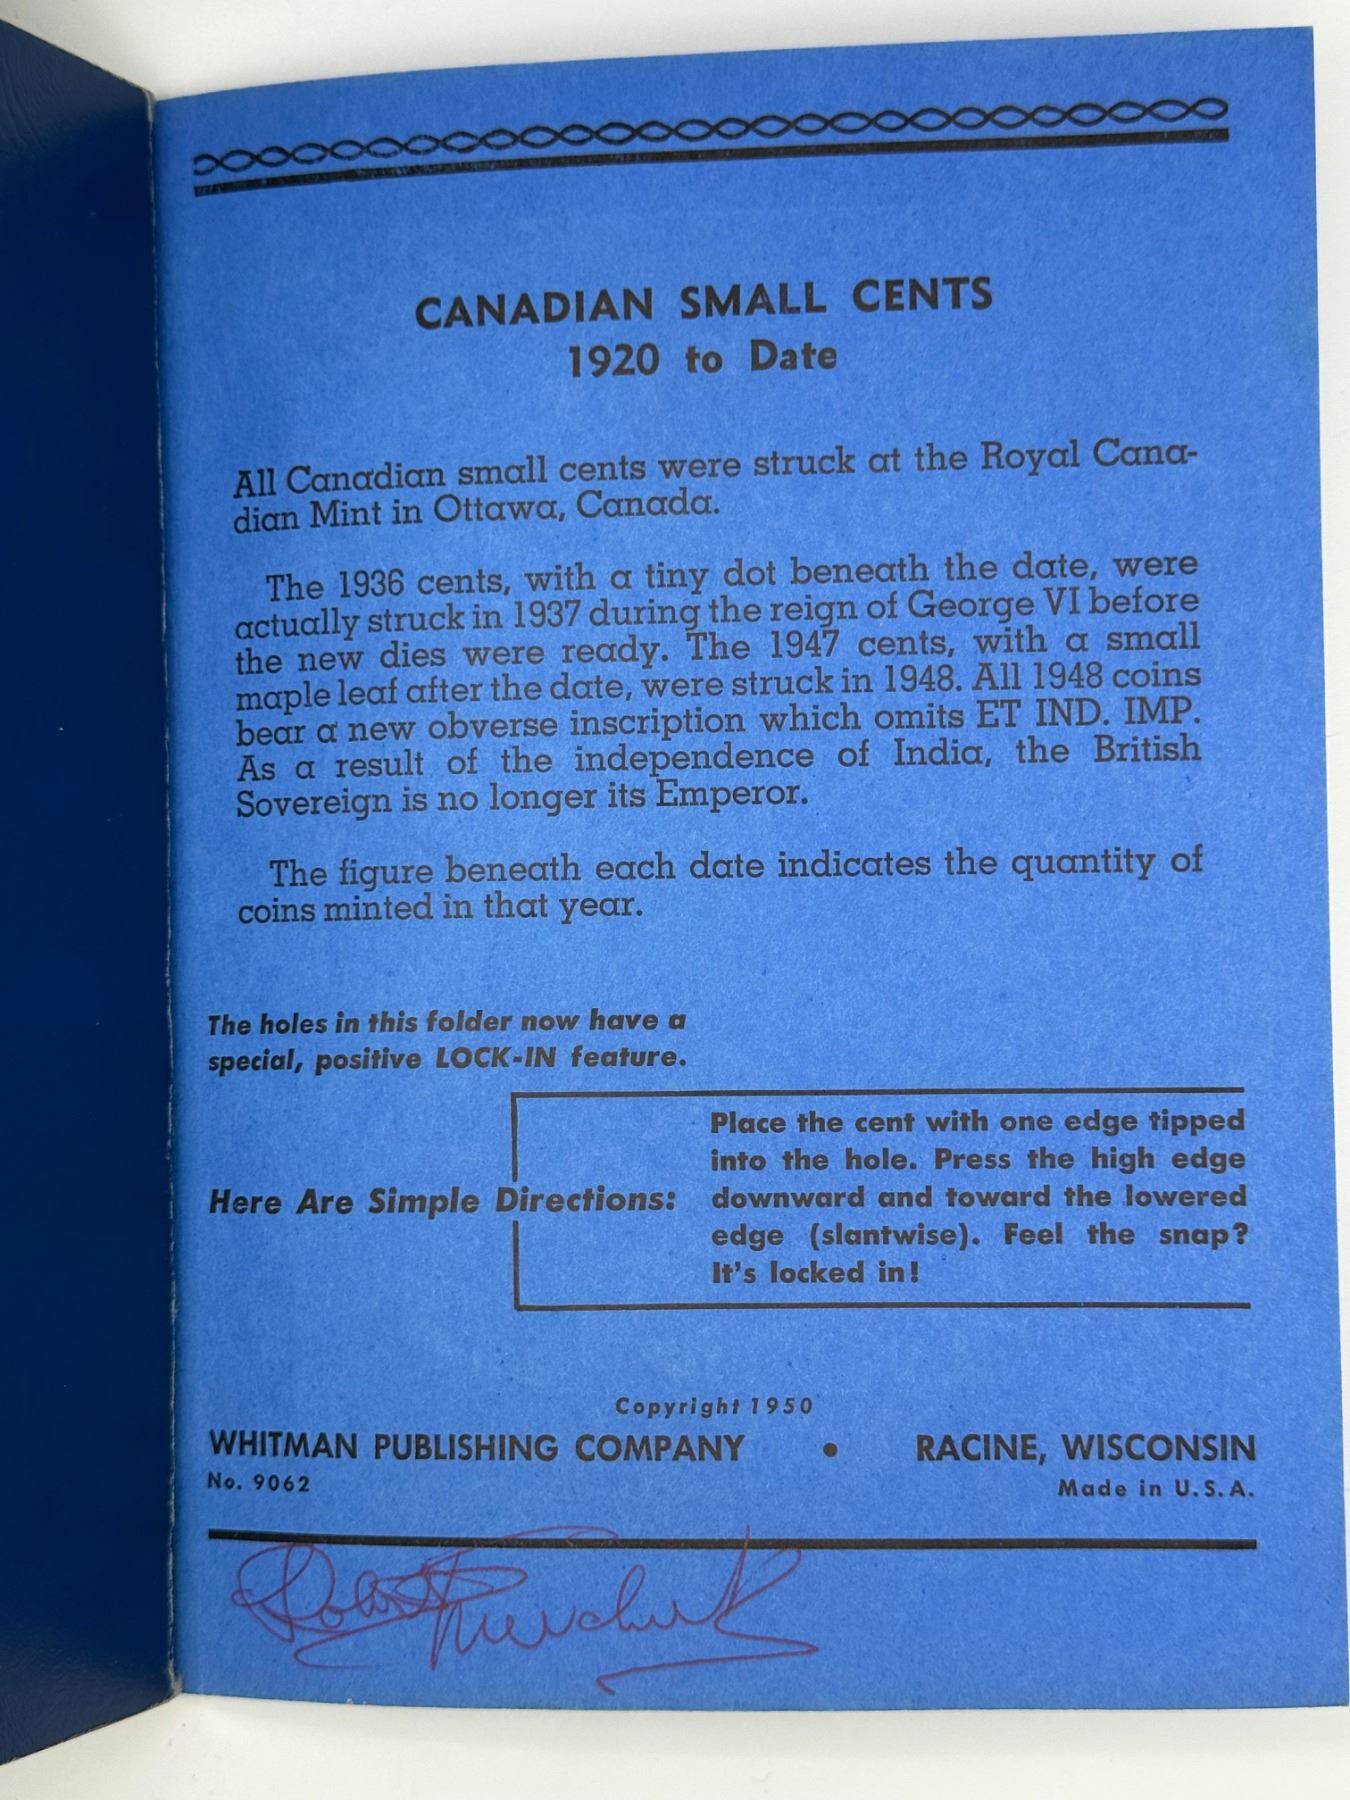 CANADIAN SMALL CENTS
1920 to Date
All Canadian small cents were struck at the Royal Cana-
dian Mint in Ottawa, Canada.
The 1936 cents, with a tiny dot beneath the date, were
actually struck in 1937 during the reign of George VI before
the new dies were ready. The 1947 cents, with a small
maple leaf after the date, were struck in 1948. All 1948 coins
bear a new obverse inscription which omits ET IND. IMP.
As a result of the independence of India, the British
Sovereign is no longer its Emperor.
The figure beneath each date indicates the quantity of
coins minted in that year.
The holes in this folder now have a
special, positive LOCK-IN feature.
Here Are Simple Directions:
Place the cent with one edge tipped
into the hole. Press the high edge
downward and toward the lowered
edge (slantwise). Feel the snap?
It's locked in!
Copyright 1950
WHITMAN PUBLISHING COMPANY • RACINE, WISCONSIN
No. 9062
Made in U.S.A.